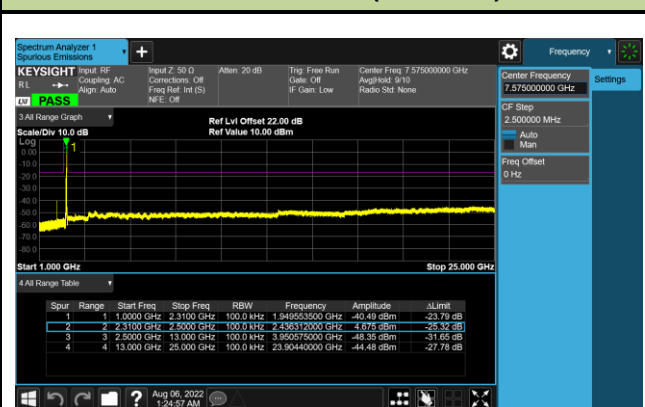 Spectrum Analyzer 1
Spurious Emissions
Frequency
KEYSIGHT
R L
LW PASS
Input: RF
Coupling: AC
Align: Auto
Input Z: 50 Ω
Corrections: Off
Freq Ref: Int (S)
NFE: Off
Atten: 20 dB
Trig: Free Run
Gate: Off
IF Gain: Low
Center Freq: 7.575000000 GHz
Avg|Hold: 9/10
Radio Std: None
Center Frequency
7.575000000 GHz
Settings
CF Step
2.500000 MHz
Auto
Man
Freq Offset
0 Hz
3 All Range Graph
Scale/Div 10.0 dB
Ref Lvl Offset 22.00 dB
Ref Value 10.00 dBm
Log
1
0.00
-10.0
-20.0
-30.0
-40.0
-50.0
-60.0
-70.0
-80.0
Start 1.000 GHz
Stop 25.000 GHz
4 All Range Table
Spur Range Start Freq Stop Freq RBW Frequency Amplitude ΔLimit
1 1 1.0000 GHz 2.3100 GHz 100.0 kHz 1.949553500 GHz -40.49 dBm -23.79 dB
2 2 2.3100 GHz 2.5000 GHz 100.0 kHz 2.436312000 GHz 4.675 dBm -25.32 dB
3 3 2.5000 GHz 13.000 GHz 100.0 kHz 3.950575000 GHz -48.35 dBm -31.65 dB
4 4 13.000 GHz 25.000 GHz 100.0 kHz 23.90440000 GHz -44.48 dBm -27.78 dB
Aug 06, 2022
1:24:57 AM